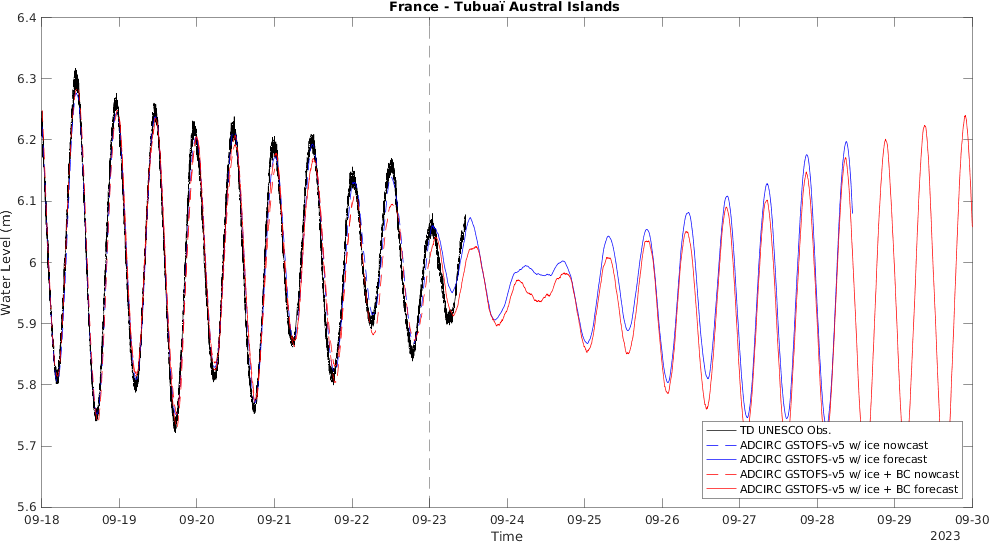 France - Tubuaï Austral Islands
6.4
6.3
6.2
6.1
6
5.9
5.8
5.7
5.6
Water Level (m)
TD UNESCO Obs.
ADCIRC GSTOFS-v5 w/ ice nowcast
ADCIRC GSTOFS-v5 w/ ice forecast
ADCIRC GSTOFS-v5 w/ ice + BC nowcast
ADCIRC GSTOFS-v5 w/ ice + BC forecast
09-18 09-19 09-20 09-21 09-22 09-23 09-24 09-25 09-26 09-27 09-28 09-29 09-30
Time
2023